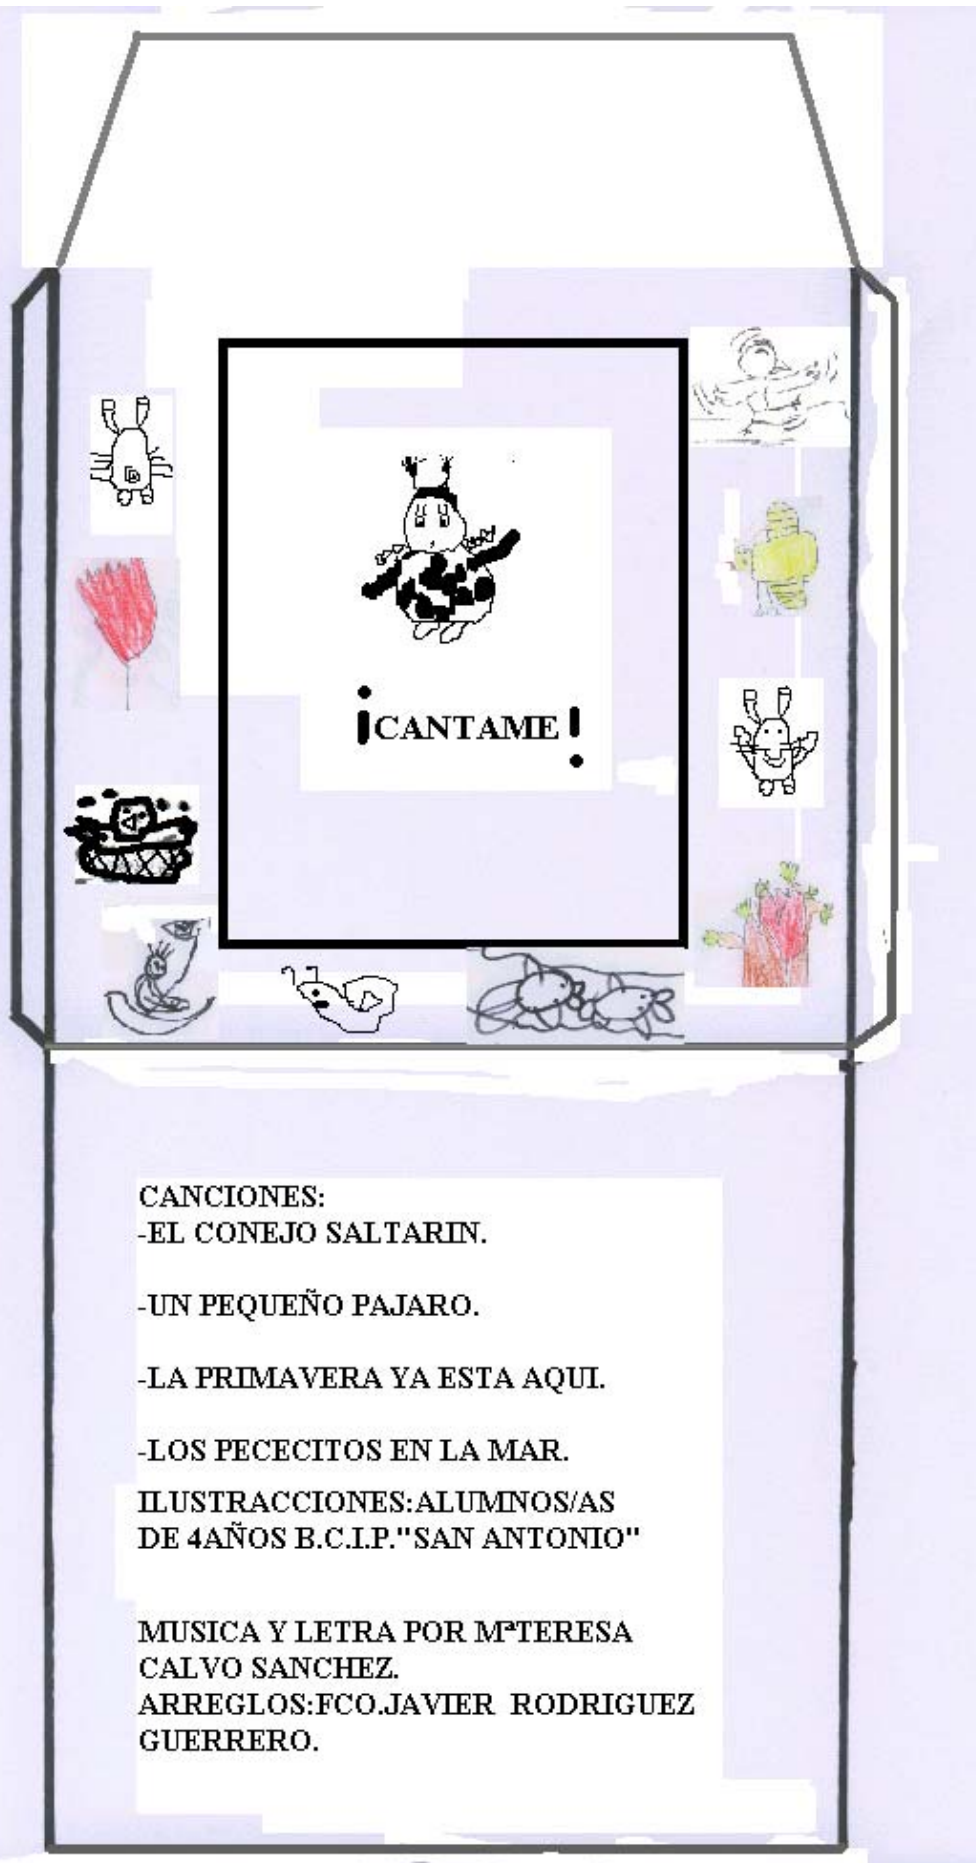 ¡CANTAME!
CANCIONES:
-EL CONEJO SALTARIN.
-UN PEQUEÑO PAJARO.
-LA PRIMAVERA YA ESTA AQUI.
-LOS PECECITOS EN LA MAR.
ILUSTRACCIONES:ALUMNOS/AS
DE 4AÑOS B.C.I.P."SAN ANTONIO"
MUSICA Y LETRA POR MªTERESA
CALVO SANCHEZ.
ARREGLOS:FCO.JAVIER RODRIGUEZ
GUERRERO.